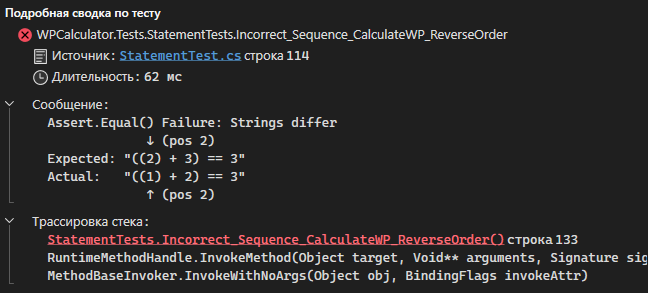 Подробная сводка по тесту
WPCalculator.Tests.StatementTests.Incorrect_Sequence_CalculateWP_ReverseOrder
Источник: StatementTest.cs строка 114
Длительность: 62 мс
Сообщение:
Assert.Equal() Failure: Strings differ
↓ (pos 2)
Expected: "((2) + 3) == 3"
Actual:   "((1) + 2) == 3"
↑ (pos 2)
Трассировка стека:
StatementTests.Incorrect_Sequence_CalculateWP_ReverseOrder() строка 133
RuntimeMethodHandle.InvokeMethod(Object target, Void** arguments, Signature sig
MethodBaseInvoker.InvokeWithNoArgs(Object obj, BindingFlags invokeAttr)